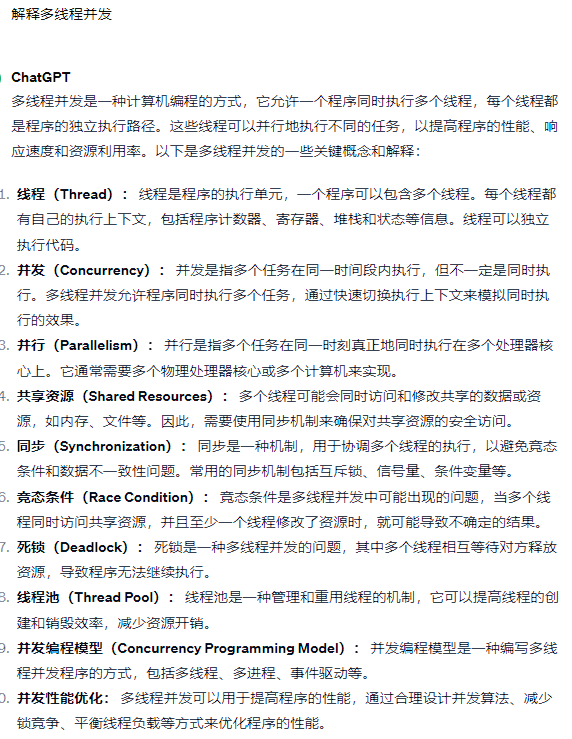 解释多线程并发
ChatGPT
多线程并发是一种计算机编程的方式，它允许一个程序同时执行多个线程，每个线程都
是程序的独立执行路径。这些线程可以并行地执行不同的任务，以提高程序的性能、响
应速度和资源利用率。以下是多线程并发的一些关键概念和解释：
1. 线程（Thread）： 线程是程序的执行单元，一个程序可以包含多个线程。每个线程都
有自己的执行上下文，包括程序计数器、寄存器、堆栈和状态等信息。线程可以独立
执行代码。
2. 并发（Concurrency）： 并发是指多个任务在同一时间段内执行，但不一定是同时执
行。多线程并发允许程序同时执行多个任务，通过快速切换执行上下文来模拟同时执
行的效果。
3. 并行（Parallelism）： 并行是指多个任务在同一时刻真正地同时执行在多个处理器核
心上。它通常需要多个物理处理器核心或多个计算机来实现。
4. 共享资源（Shared Resources）： 多个线程可能会同时访问和修改共享的数据或资
源，如内存、文件等。因此，需要使用同步机制来确保对共享资源的安全访问。
5. 同步（Synchronization）： 同步是一种机制，用于协调多个线程的执行，以避免竞态
条件和数据不一致性问题。常用的同步机制包括互斥锁、信号量、条件变量等。
6. 竞态条件（Race Condition）： 竞态条件是多线程并发中可能出现的问题，当多个线
程同时访问共享资源，并且至少一个线程修改了资源时，就可能导致不确定的结果。
7. 死锁（Deadlock）： 死锁是一种多线程并发的问题，其中多个线程相互等待对方释放
资源，导致程序无法继续执行。
8. 线程池（Thread Pool）： 线程池是一种管理和重用线程的机制，它可以提高线程的创
建和销毁效率，减少资源开销。
9. 并发编程模型（Concurrency Programming Model）： 并发编程模型是一种编写多线
程并发程序的方式，包括多线程、多进程、事件驱动等。
0. 并发性能优化： 多线程并发可以用于提高程序的性能，通过合理设计并发算法、减少
锁竞争、平衡线程负载等方式来优化程序的性能。